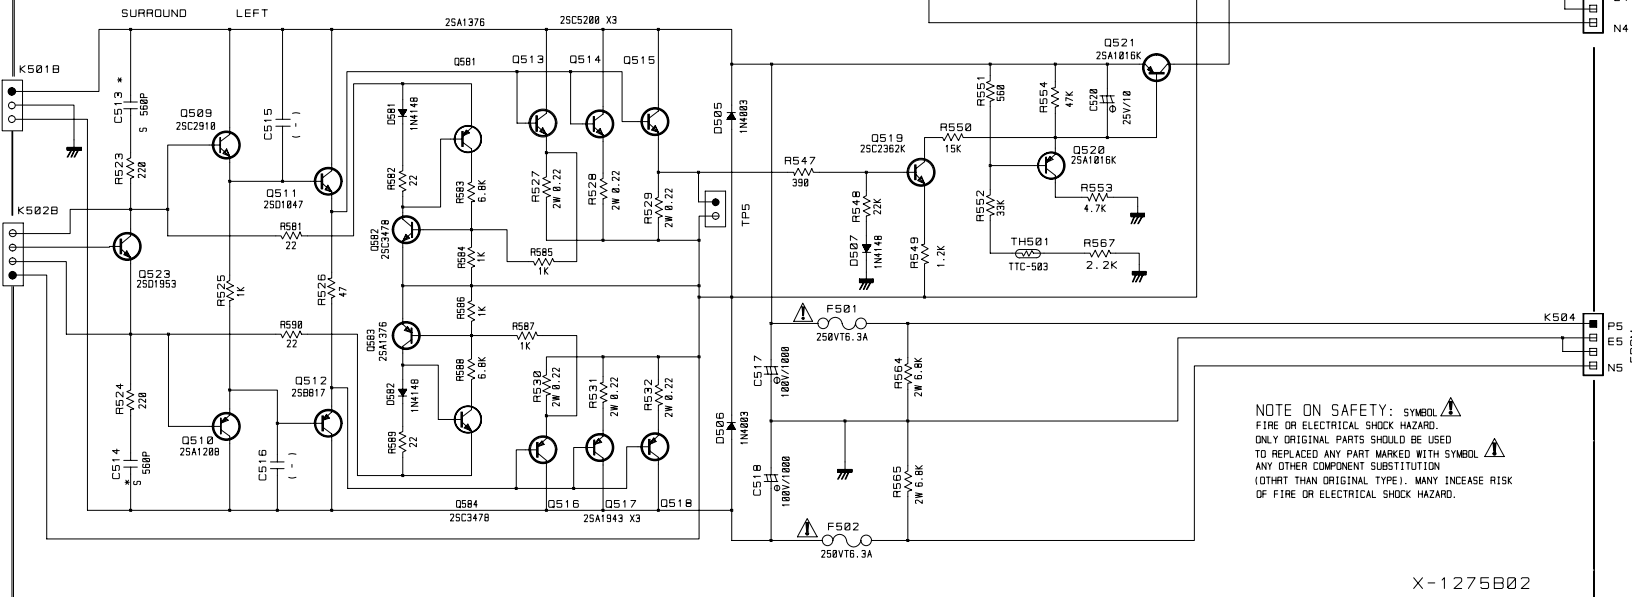 SURROUND LEFT
K501B
C513 *
560P
S
R523
220
Q509
2SC2910
C515
( - )
Q511
2SD1047
R581
22
K502B
Q523
2SD1953
R525
1K
R526
47
R590
22
R524
220
C514
* S
560P
Q510
2SA1208
C516
( - )
Q512
2SB817
2SA1376
Q581
D581
1N4148
R582
22
R583
6.8K
Q582
2SC3478
R584
1K
R585
1K
R586
1K
Q583
2SA1376
R587
1K
R588
6.8K
D582
1N4148
R589
22
Q584
2SC3478
2SC5200 X3
Q513
Q514
Q515
R527
2W 0.22
R528
2W 0.22
R529
2W 0.22
TP5
R530
2W 0.22
R531
2W 0.22
R532
2W 0.22
Q516
Q517
Q518
2SA1943 X3
D505
1N4003
D506
1N4003
R547
390
Q519
2SC2362K
R550
15K
R548
22K
D507
1N4148
R549
1.2K
R551
560
R554
47K
C520
25V/10
Q521
2SA1016K
Q520
2SA1016K
R553
4.7K
R552
33K
TH501
TTC-503
R567
2.2K
F501
250VT6.3A
C517
100V/1000
R564
2W 6.8K
C518
100V/1000
R565
2W 6.8K
F502
250VT6.3A
N4
K504
P5
E5
N5
NOTE ON SAFETY: SYMBOL
FIRE OR ELECTRICAL SHOCK HAZARD.
ONLY ORIGINAL PARTS SHOULD BE USED
TO REPLACED ANY PART MARKED WITH SYMBOL
ANY OTHER COMPONENT SUBSTITUTION
(OTHRT THAN ORIGINAL TYPE). MANY INCEASE RISK
OF FIRE OR ELECTRICAL SHOCK HAZARD.
X-1275B02